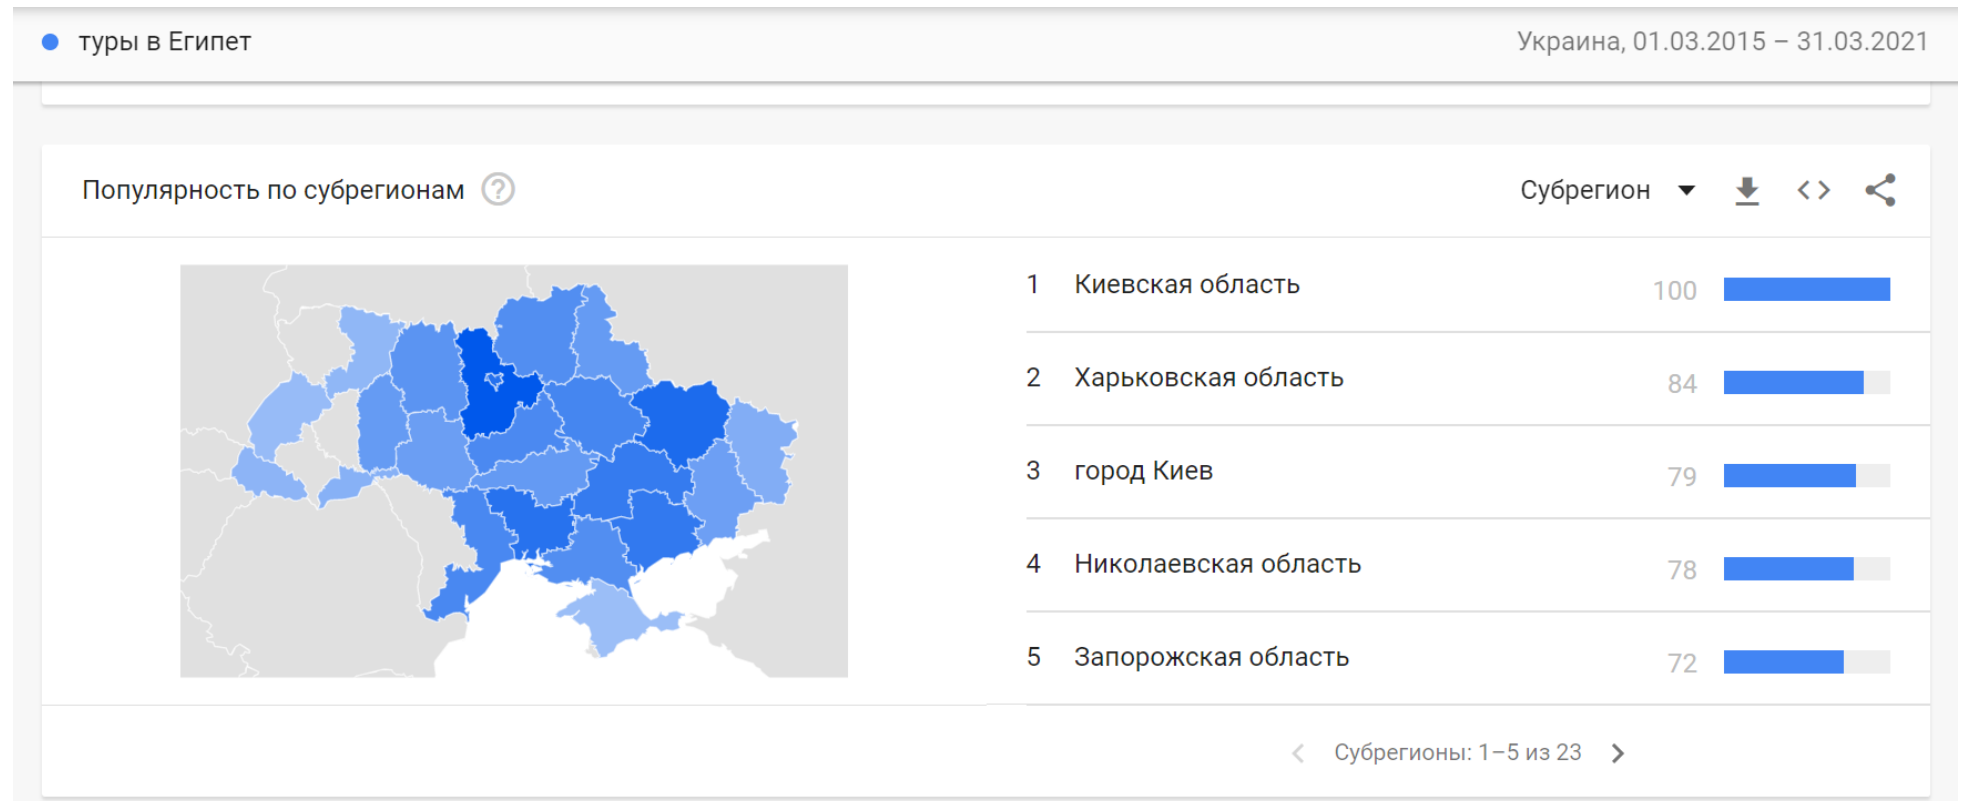 туры в Египет
Украина, 01.03.2015 – 31.03.2021
Популярность по субрегионам ?
Субрегион
1 Киевская область 100
2 Харьковская область 84
3 город Киев 79
4 Николаевская область 78
5 Запорожская область 72
Субрегионы: 1–5 из 23